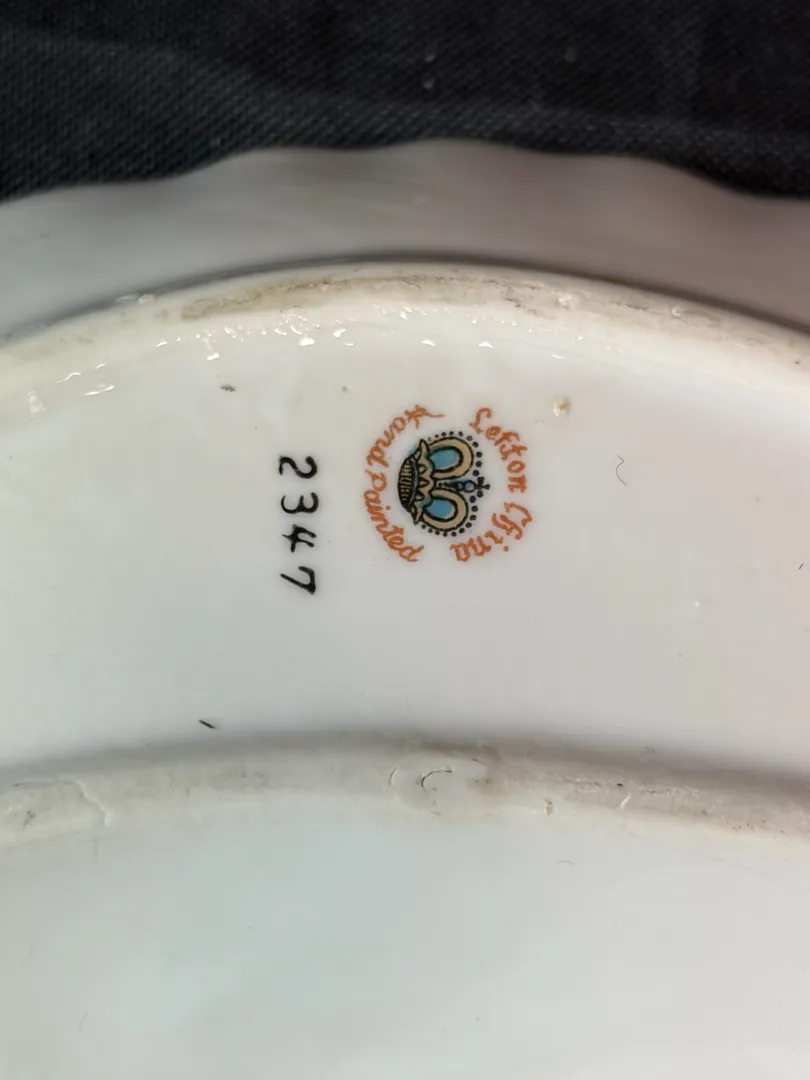 Lefton China
Hand Painted
2347